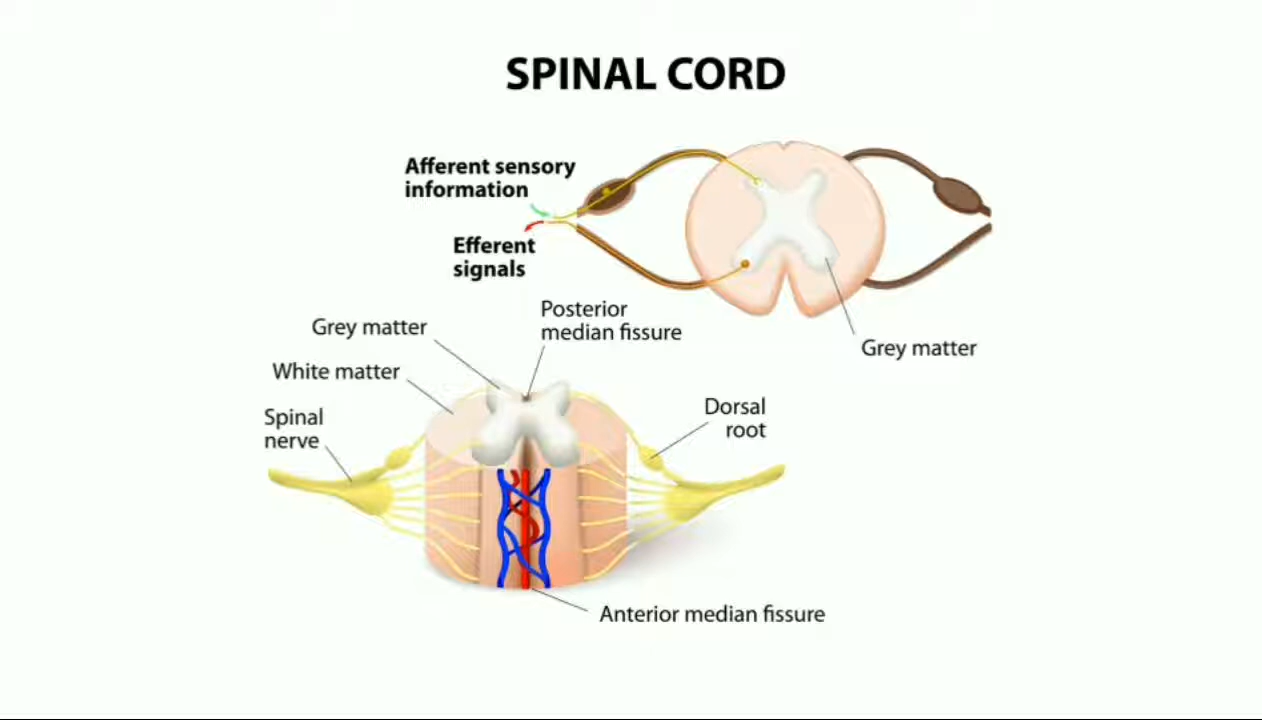 SPINAL CORD
Afferent sensory
information
Efferent
signals
Posterior
median fissure
Grey matter
Grey matter
White matter
Dorsal
root
Spinal
nerve
Anterior median fissure